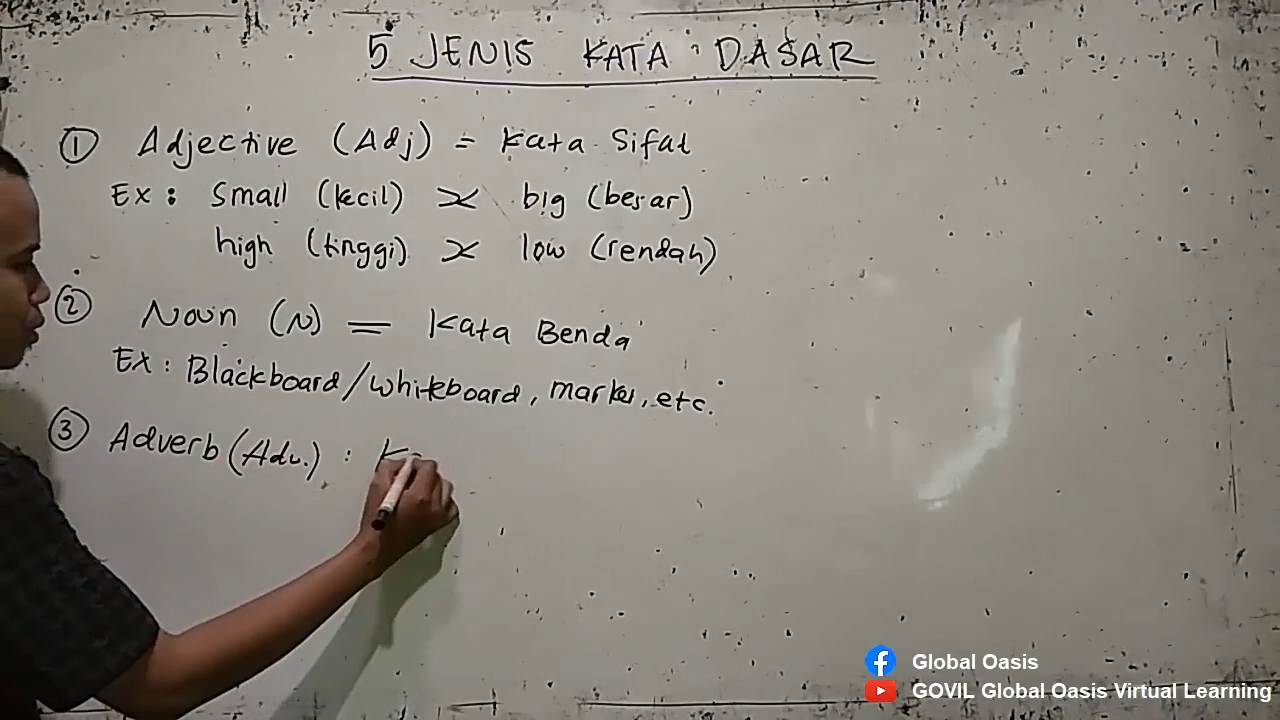 5 JENIS KATA DASAR
① Adjective (Adj) = Kata Sifat
Ex : Small (kecil) >< big (besar)
high (tinggi) >< low (rendah)
② Noun (N) = Kata Benda
Ex : Blackboard/whiteboard, marker, etc.
③ Adverb (Adv.) :
Global Oasis
GOVIL Global Oasis Virtual Learning